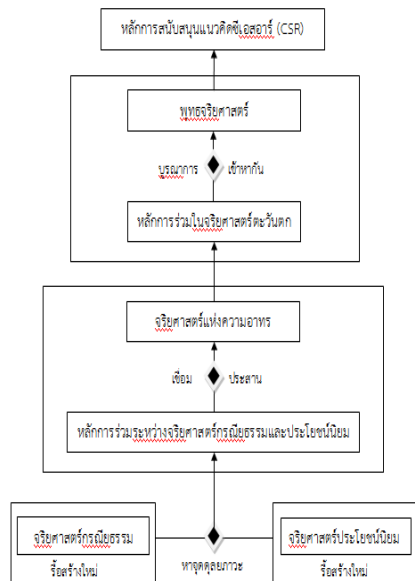 หลักการสนับสนุนแนวคิดซีเอสอาร์ (CSR)
พุทธจริยศาสตร์
บูรณาการ เข้าหากัน
หลักการร่วมในจริยศาสตร์ตะวันตก
จริยศาสตร์แห่งความอาทร
เชื่อม ประสาน
หลักการร่วมระหว่างจริยศาสตร์กรณียธรรมและประโยชน์นิยม
จริยศาสตร์กรณียธรรม จริยศาสตร์ประโยชน์นิยม
รื้อสร้างใหม่ หาจุดดุลยภาวะ รื้อสร้างใหม่